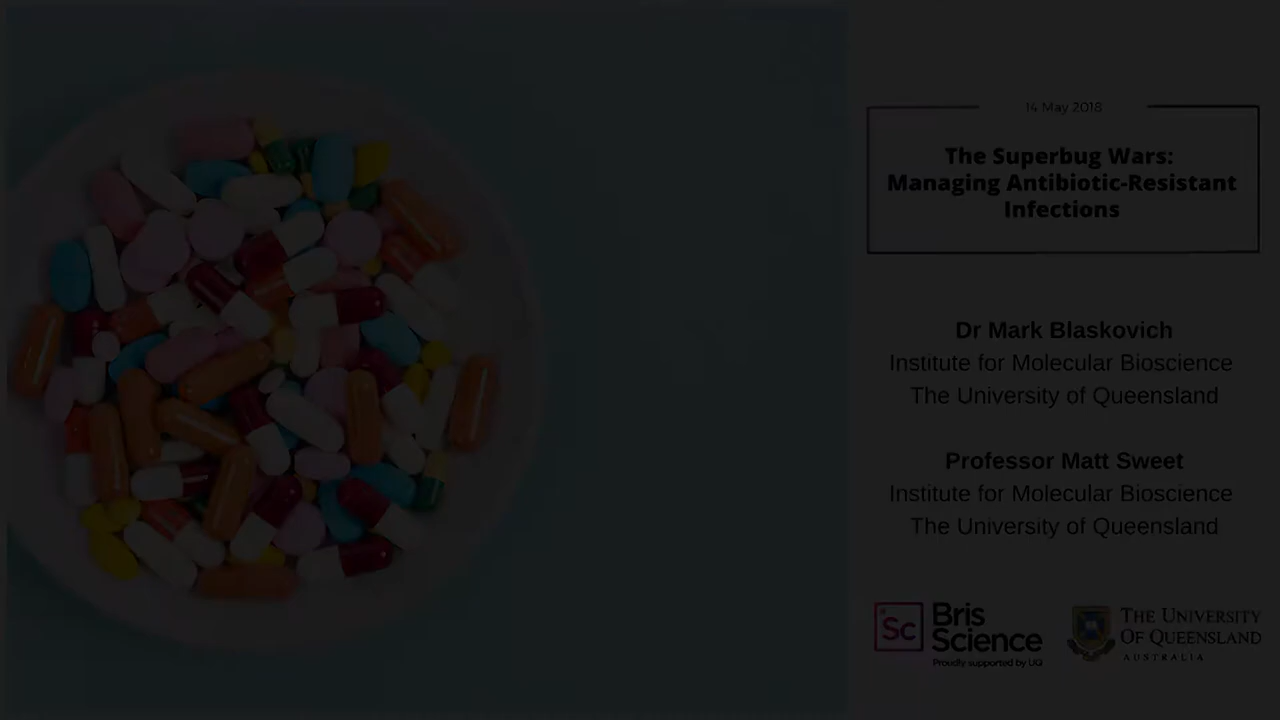 14 May 2018
The Superbug Wars:
Managing Antibiotic-Resistant
Infections
Dr Mark Blaskovich
Institute for Molecular Bioscience
The University of Queensland
Professor Matt Sweet
Institute for Molecular Bioscience
The University of Queensland
Sc
Bris
Science
Proudly supported by UQ
THE UNIVERSITY
OF QUEENSLAND
AUSTRALIA